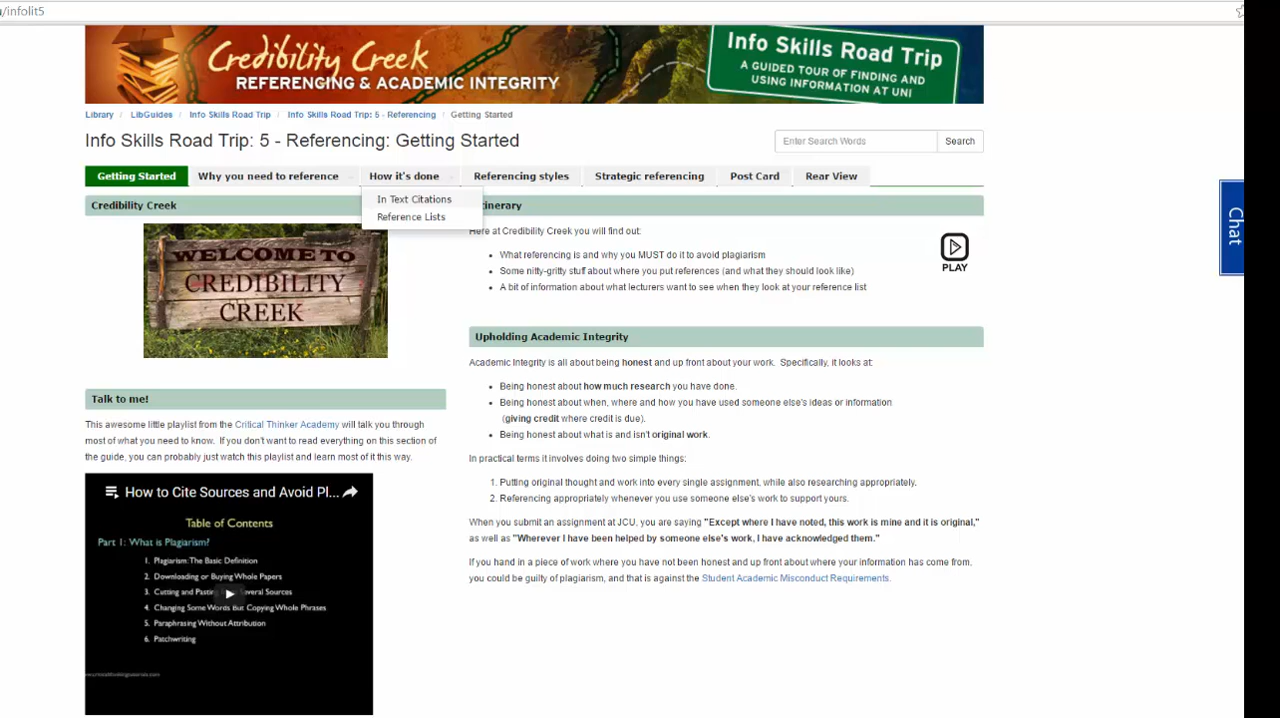 /infolit5
Credibility Creek
REFERENCING & ACADEMIC INTEGRITY
Info Skills Road Trip
A GUIDED TOUR OF FINDING AND
USING INFORMATION AT UNI
Library / LibGuides / Info Skills Road Trip / Info Skills Road Trip: 5 - Referencing / Getting Started
Info Skills Road Trip: 5 - Referencing: Getting Started
Enter Search Words Search
Getting Started Why you need to reference How it's done Referencing styles Strategic referencing Post Card Rear View
In Text Citations
Reference Lists
Credibility Creek
WELCOME TO
CREDIBILITY
CREEK
Talk to me!
This awesome little playlist from the Critical Thinker Academy will talk you through
most of what you need to know. If you don't want to read everything on this section of
the guide, you can probably just watch this playlist and learn most of it this way.
How to Cite Sources and Avoid Pl...
Table of Contents
Part 1: What is Plagiarism?
1. Plagiarism: The Basic Definition
2. Downloading or Buying Whole Papers
3. Cutting and Pasting Several Sources
4. Changing Some Words But Copying Whole Phrases
5. Paraphrasing Without Attribution
6. Patchwriting
tinerary
Here at Credibility Creek you will find out:
• What referencing is and why you MUST do it to avoid plagiarism
• Some nitty-gritty stuff about where you put references (and what they should look like)
• A bit of information about what lecturers want to see when they look at your reference list
PLAY
Upholding Academic Integrity
Academic Integrity is all about being honest and up front about your work. Specifically, it looks at:
• Being honest about how much research you have done.
• Being honest about when, where and how you have used someone else's ideas or information
(giving credit where credit is due).
• Being honest about what is and isn't original work.
In practical terms it involves doing two simple things:
1. Putting original thought and work into every single assignment, while also researching appropriately.
2. Referencing appropriately whenever you use someone else's work to support yours.
When you submit an assignment at JCU, you are saying "Except where I have noted, this work is mine and it is original,"
as well as "Wherever I have been helped by someone else's work, I have acknowledged them."
If you hand in a piece of work where you have not been honest and up front about where your information has come from,
you could be guilty of plagiarism, and that is against the Student Academic Misconduct Requirements.
Chat